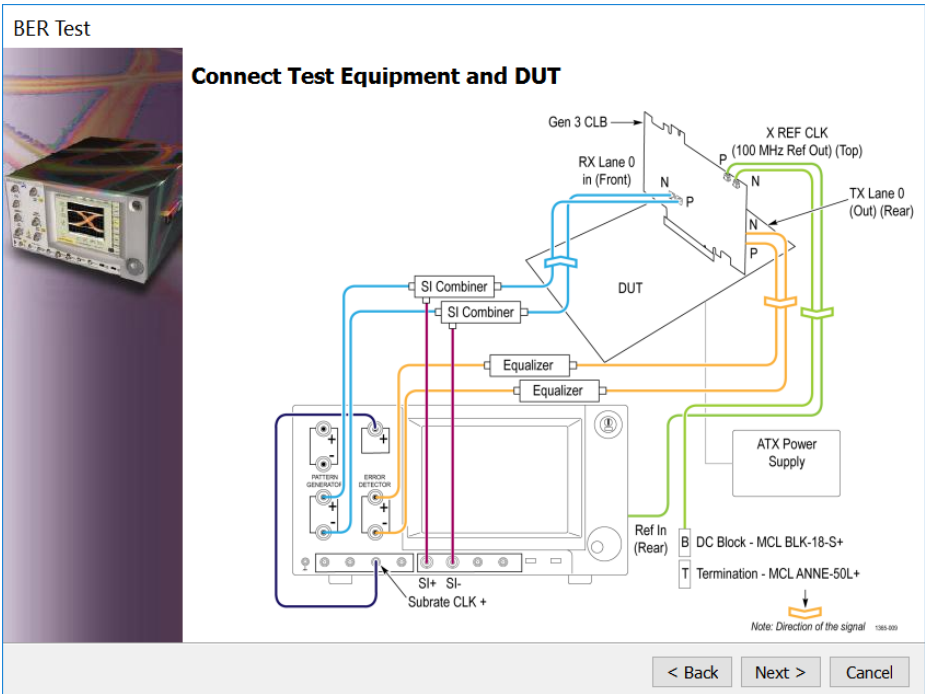 BER Test
Connect Test Equipment and DUT
Gen 3 CLB
X REF CLK
(100 MHz Ref Out) (Top)
P
N
RX Lane 0
in (Front)
N
P
TX Lane 0
(Out) (Rear)
N
P
DUT
SI Combiner
SI Combiner
Equalizer
Equalizer
+
-
+
PATTERN
GENERATOR
ERROR
DETECTOR
+
-
+
-
ATX Power
Supply
Ref In
(Rear)
B DC Block - MCL BLK-18-S+
T Termination - MCL ANNE-50L+
SI+ SI-
Subrate CLK +
Note: Direction of the signal 1365-009
< Back
Next >
Cancel